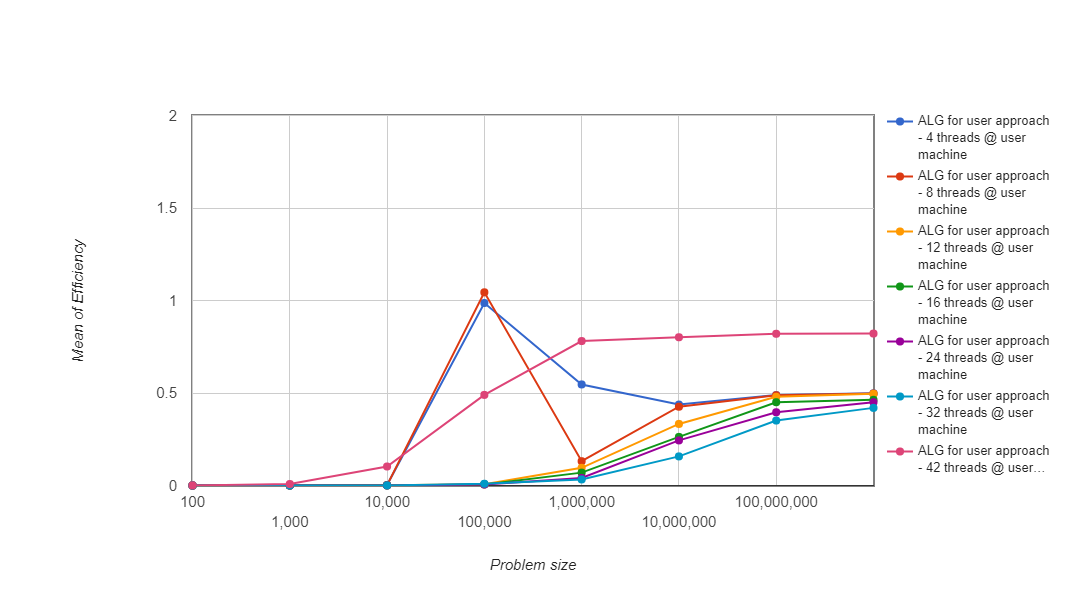 2
1.5
1
0.5
0
Mean of Efficiency
100
1,000
10,000
100,000
1,000,000
10,000,000
100,000,000
Problem size
ALG for user approach
- 4 threads @ user
machine
ALG for user approach
- 8 threads @ user
machine
ALG for user approach
- 12 threads @ user
machine
ALG for user approach
- 16 threads @ user
machine
ALG for user approach
- 24 threads @ user
machine
ALG for user approach
- 32 threads @ user
machine
ALG for user approach
- 42 threads @ user...